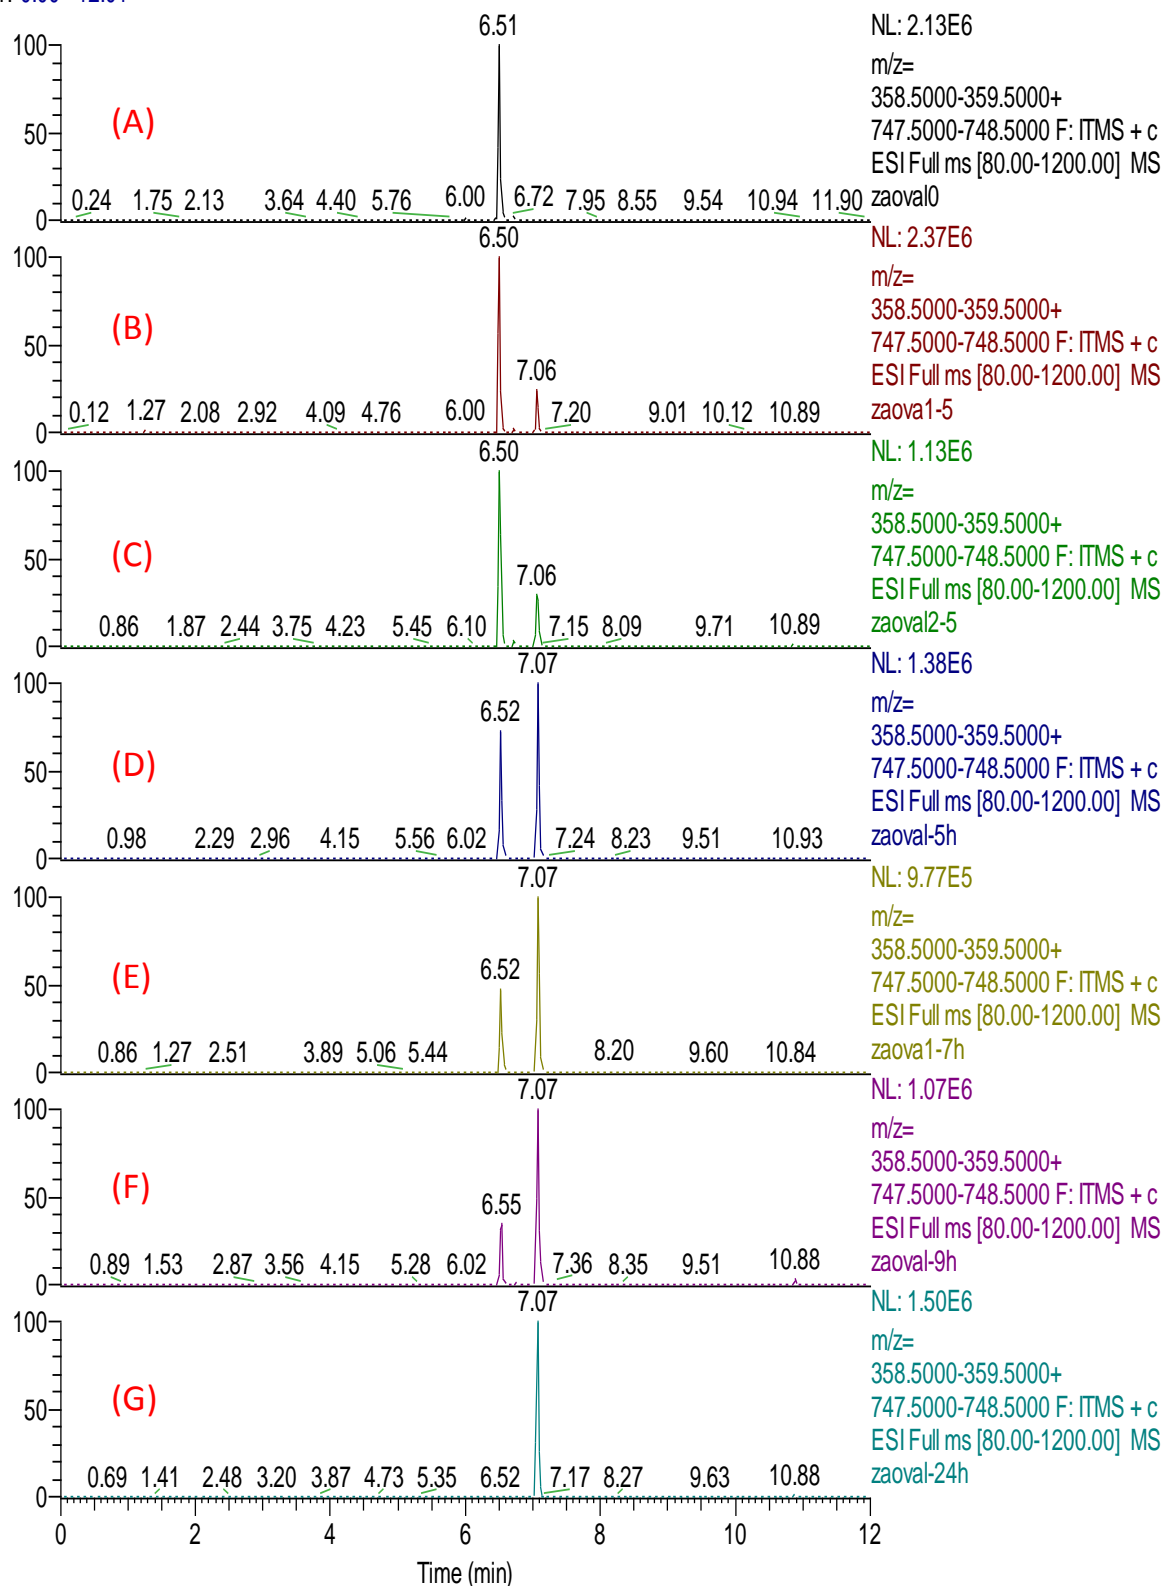 6.51
NL: 2.13E6
100
m/z=
358.5000-359.5000+
(A)
747.5000-748.5000 F: ITMS + c
50
ESI Full ms [80.00-1200.00] MS
0.24 1.75 2.13 3.64 4.40 5.76 6.00 6.72 7.95 8.55 9.54 10.94 11.90
zaoval0
0
6.50
NL: 2.37E6
100
m/z=
358.5000-359.5000+
(B)
747.5000-748.5000 F: ITMS + c
50
7.06
ESI Full ms [80.00-1200.00] MS
0.12 1.27 2.08 2.92 4.09 4.76 6.00 7.20 9.01 10.12 10.89
zaova1-5
0
6.50
NL: 1.13E6
100
m/z=
358.5000-359.5000+
(C)
747.5000-748.5000 F: ITMS + c
50
7.06
ESI Full ms [80.00-1200.00] MS
0.86 1.87 2.44 3.75 4.23 5.45 6.10 7.15 8.09 9.71 10.89
zaoval2-5
0
7.07
NL: 1.38E6
100
m/z=
6.52
358.5000-359.5000+
(D)
747.5000-748.5000 F: ITMS + c
50
ESI Full ms [80.00-1200.00] MS
0.98 2.29 2.96 4.15 5.56 6.02 7.24 8.23 9.51 10.93
zaoval-5h
0
7.07
NL: 9.77E5
100
m/z=
358.5000-359.5000+
6.52
(E)
747.5000-748.5000 F: ITMS + c
50
ESI Full ms [80.00-1200.00] MS
0.86 1.27 2.51 3.89 5.06 5.44 8.20 9.60 10.84
zaova1-7h
0
7.07
NL: 1.07E6
100
m/z=
358.5000-359.5000+
(F)
747.5000-748.5000 F: ITMS + c
50
6.55
ESI Full ms [80.00-1200.00] MS
0.89 1.53 2.87 3.56 4.15 5.28 6.02 7.36 8.35 9.51 10.88
zaoval-9h
0
7.07
NL: 1.50E6
100
m/z=
358.5000-359.5000+
(G)
747.5000-748.5000 F: ITMS + c
50
ESI Full ms [80.00-1200.00] MS
0.69 1.41 2.48 3.20 3.87 4.73 5.35 6.52 7.17 8.27 9.63 10.88
zaoval-24h
0
0 2 4 6 8 10 12
Time (min)